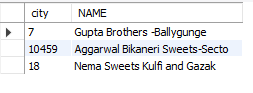 city NAME
7 Gupta Brothers -Ballygunge
10459 Aggarwal Bikaneri Sweets-Secto
18 Nema Sweets Kulfi and Gazak